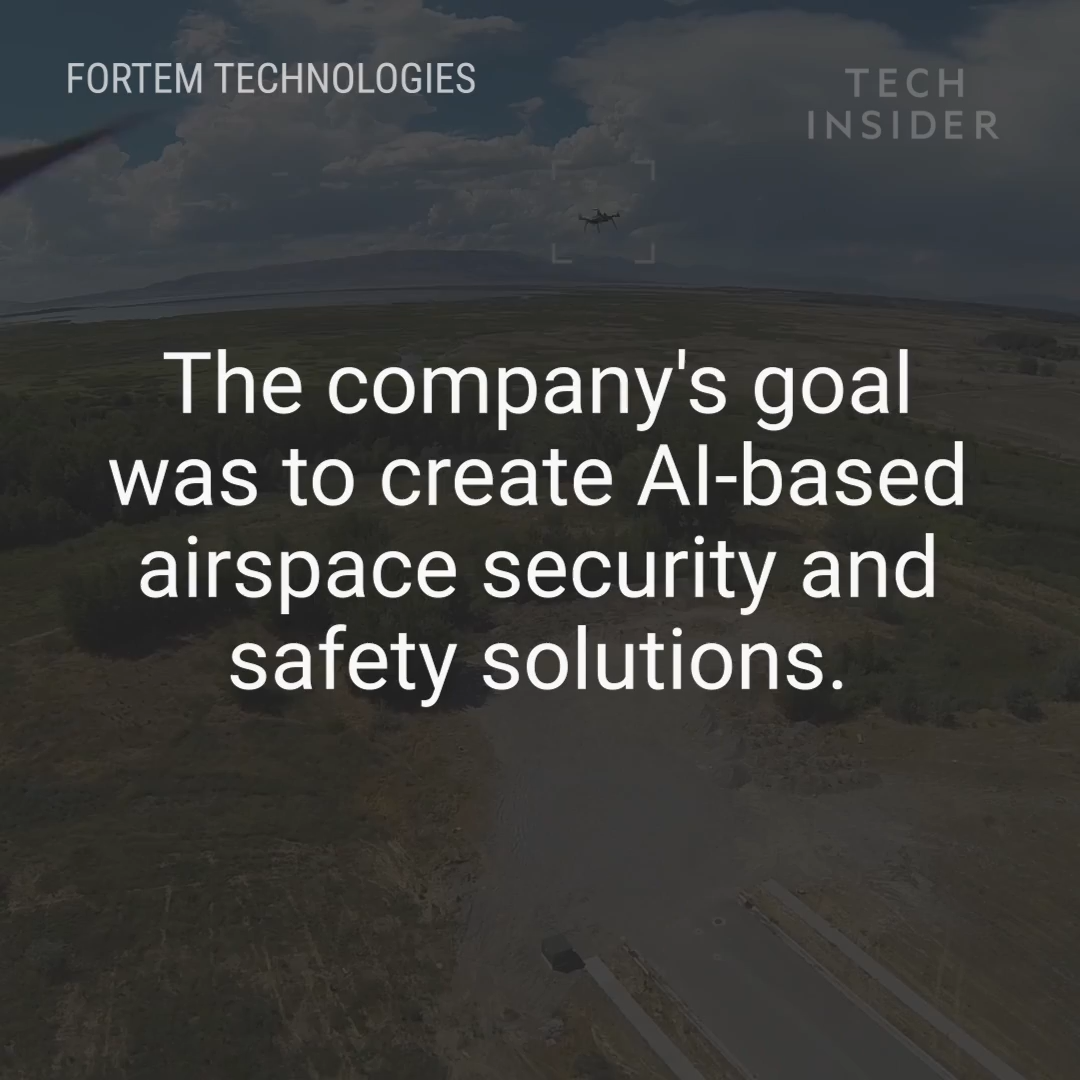 FORTEM TECHNOLOGIES
TECH
INSIDER
The company's goal
was to create AI-based
airspace security and
safety solutions.